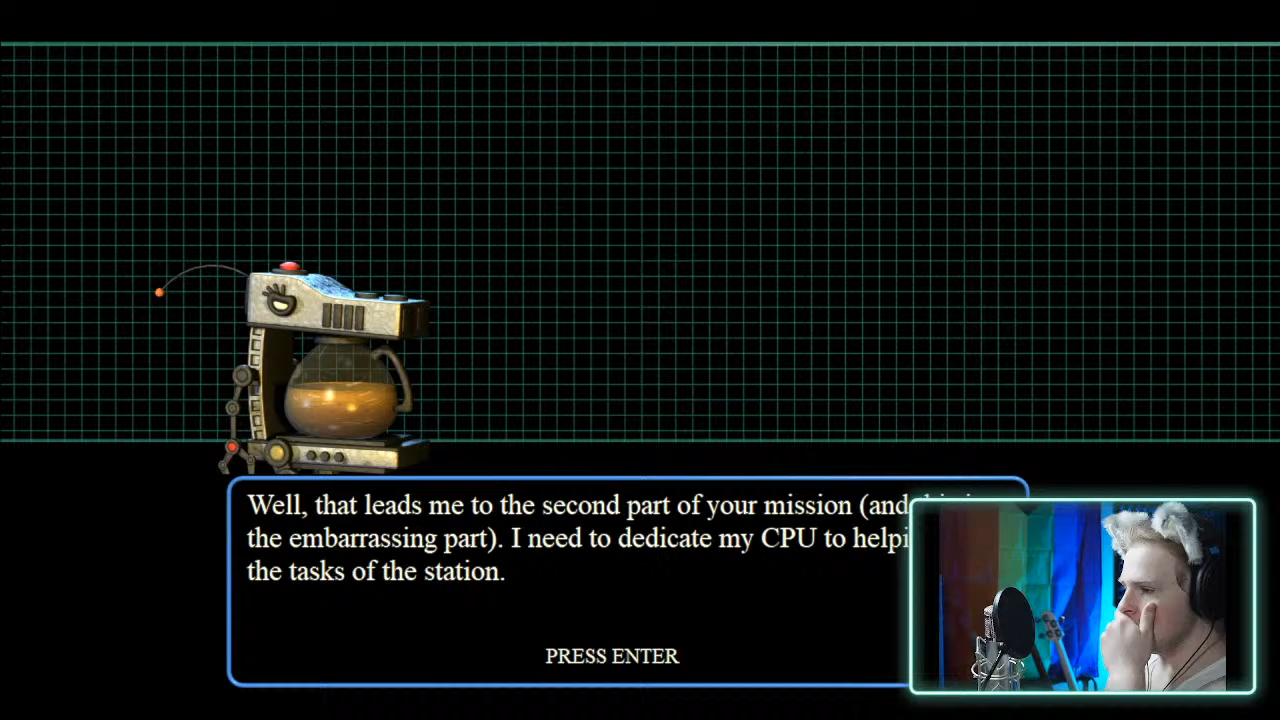 Well, that leads me to the second part of your mission (and
the embarrassing part). I need to dedicate my CPU to
the tasks of the station.
PRESS ENTER